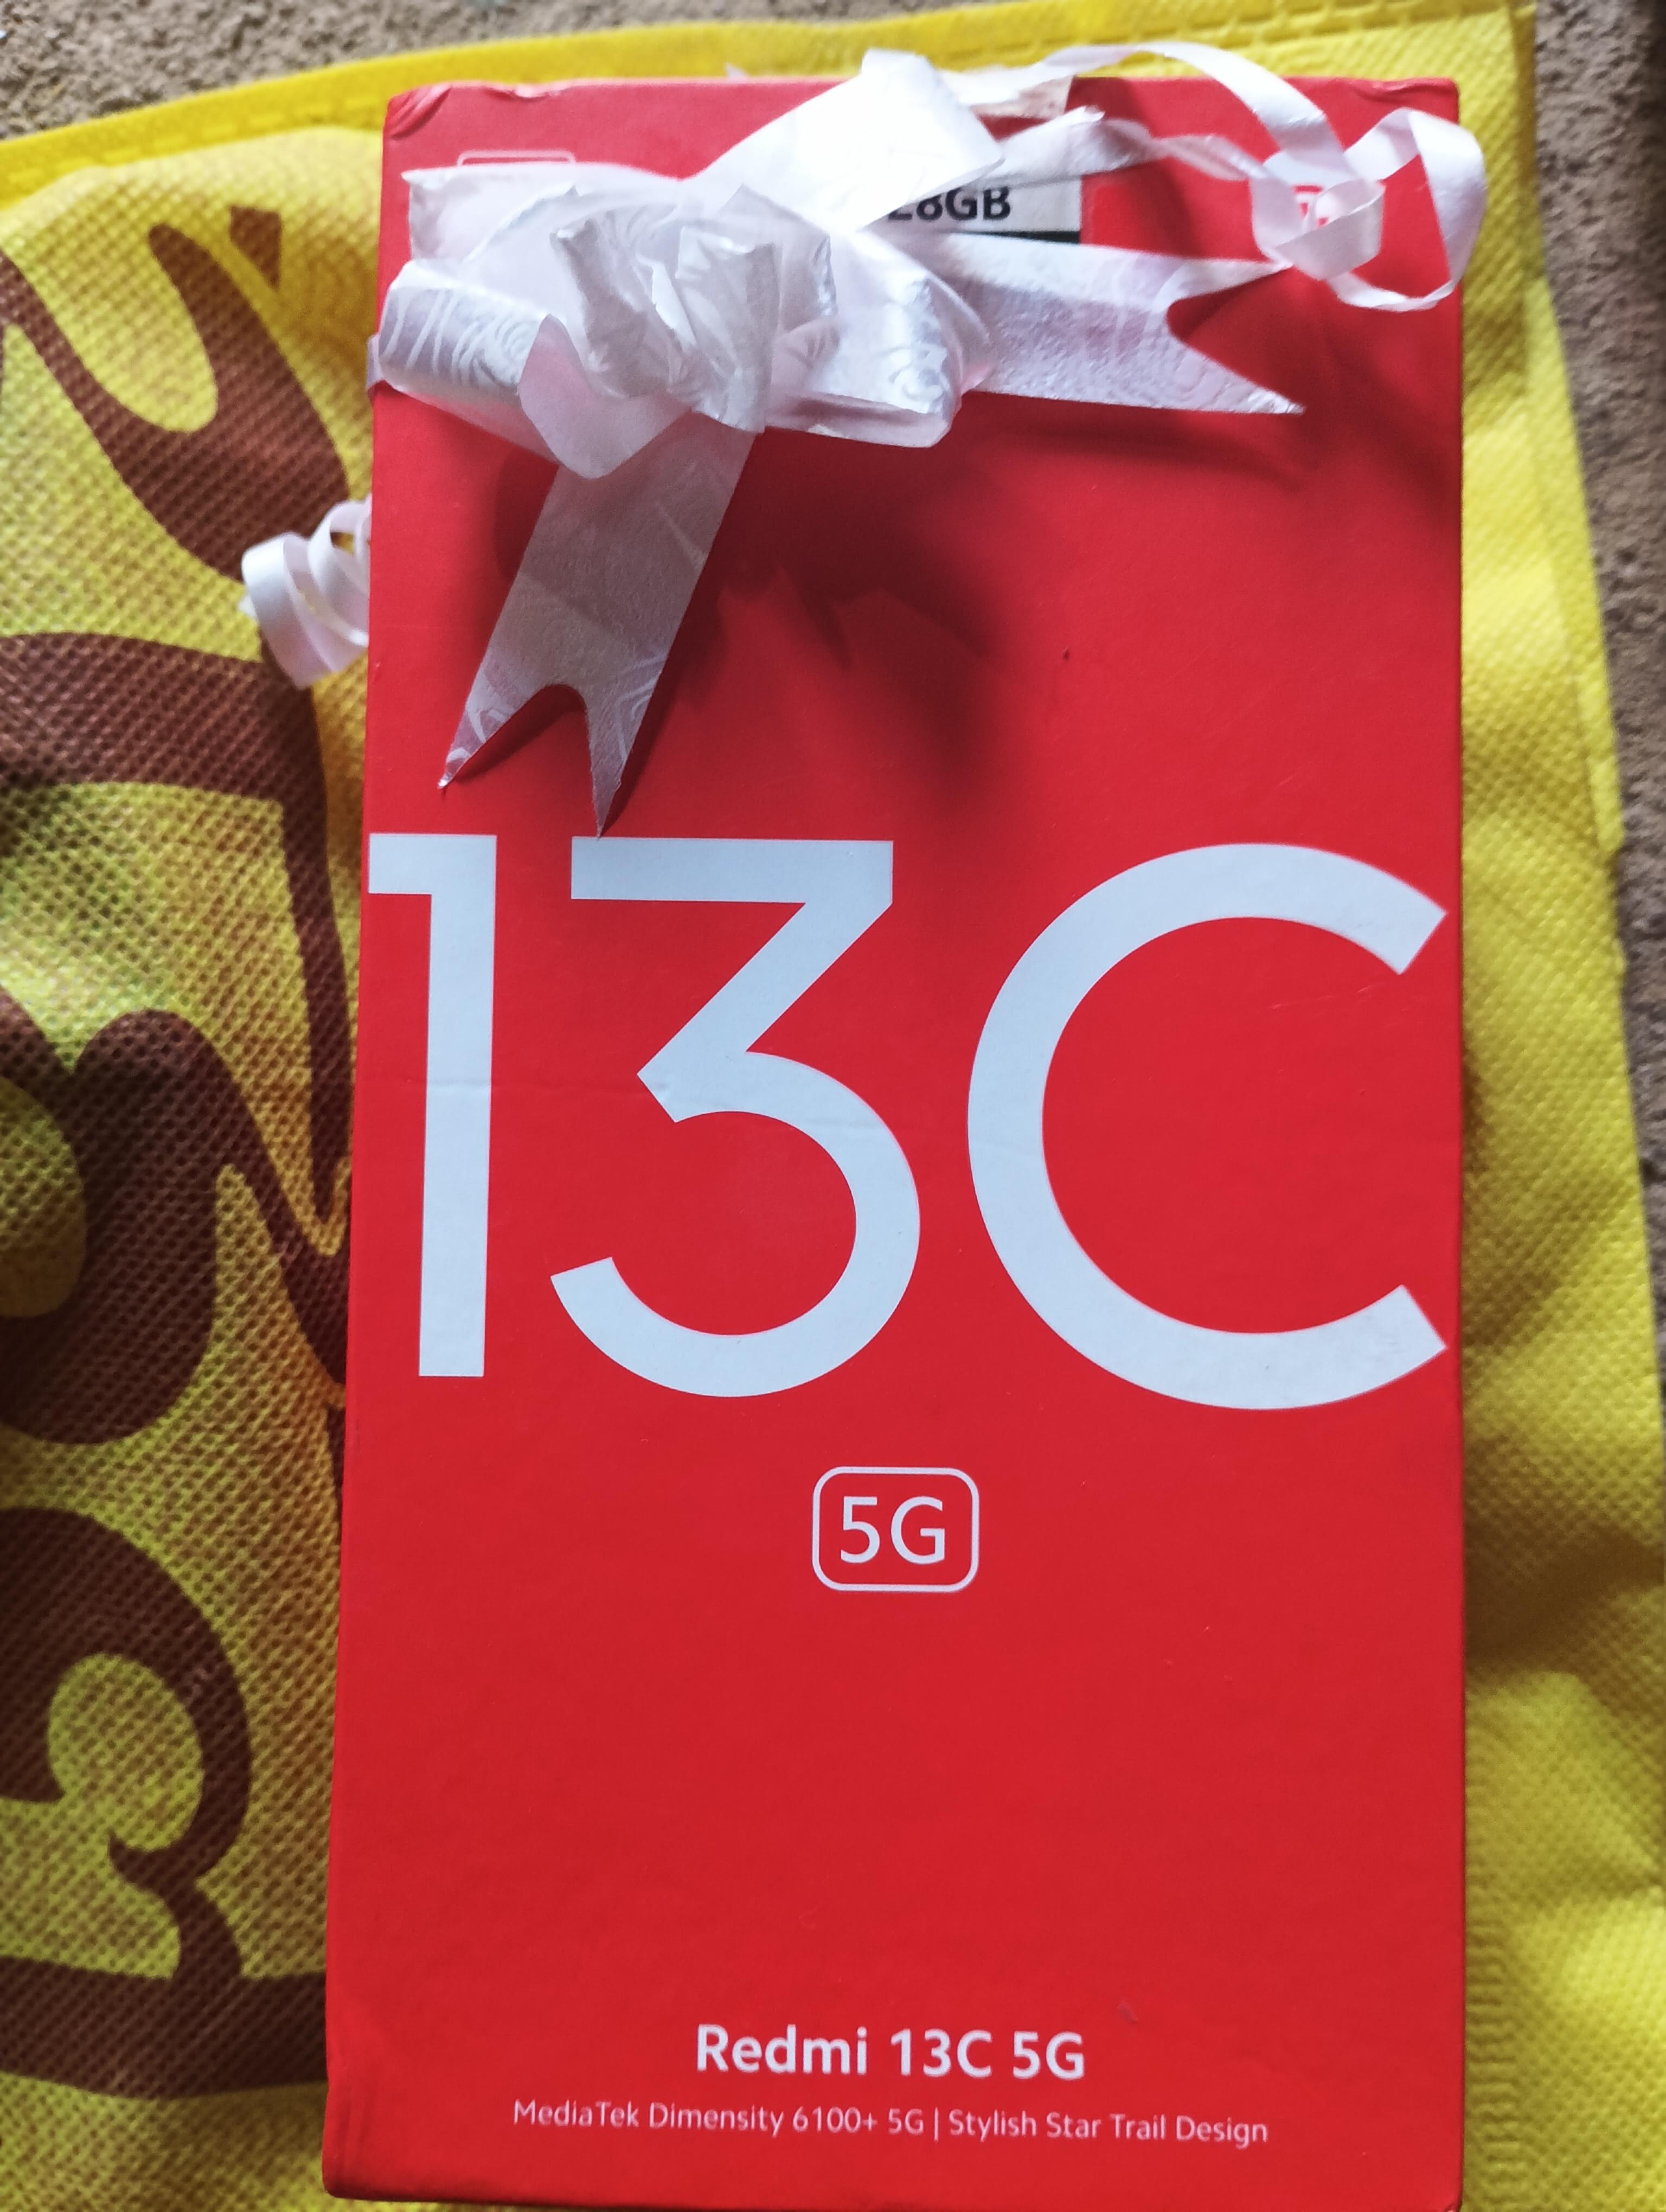 13C
5G
Redmi 13C 5G
MediaTek Dimensity 6100+ 5G | Stylish Star Trail Design